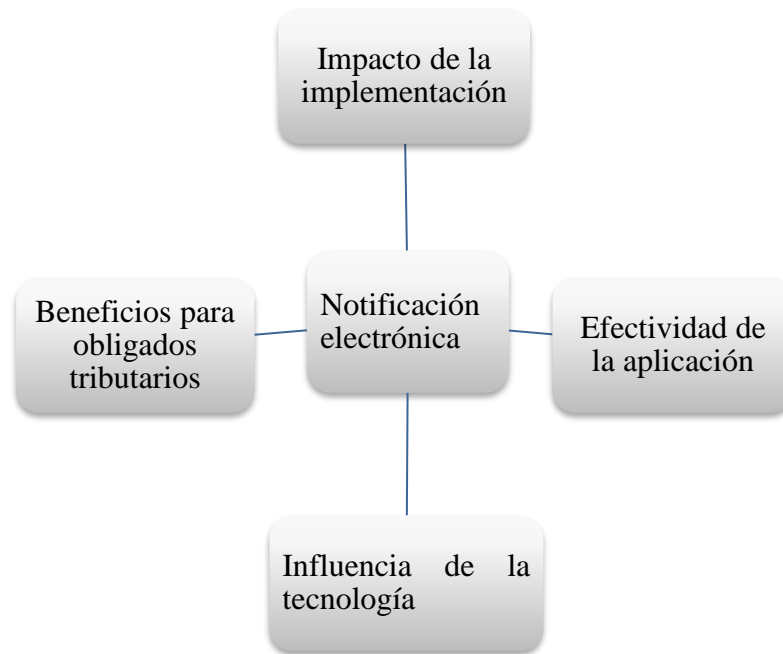 Impacto de la
implementación
Beneficios para
obligados
tributarios
Notificación
electrónica
Efectividad de
la aplicación
Influencia de la
tecnología